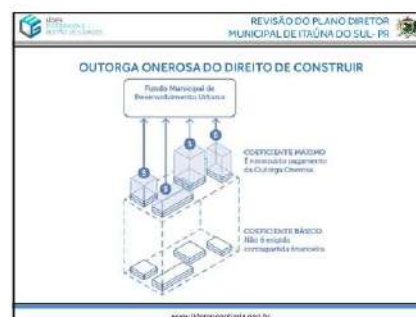 LÍDER
REVISÃO DO PLANO DIRETOR
MUNICIPAL DE ITAÚNA DO SUL- PR
OUTORGA ONEROSA DO DIREITO DE CONSTRUIR
Fundo Municipal de
Desenvolvimento Urbano
$ $ $ $
COEFICIENTE MÁXIMO
É necessário pagamento
da Outorga Onerosa
COEFICIENTE BÁSICO
Não é exigida
contrapartida financeira